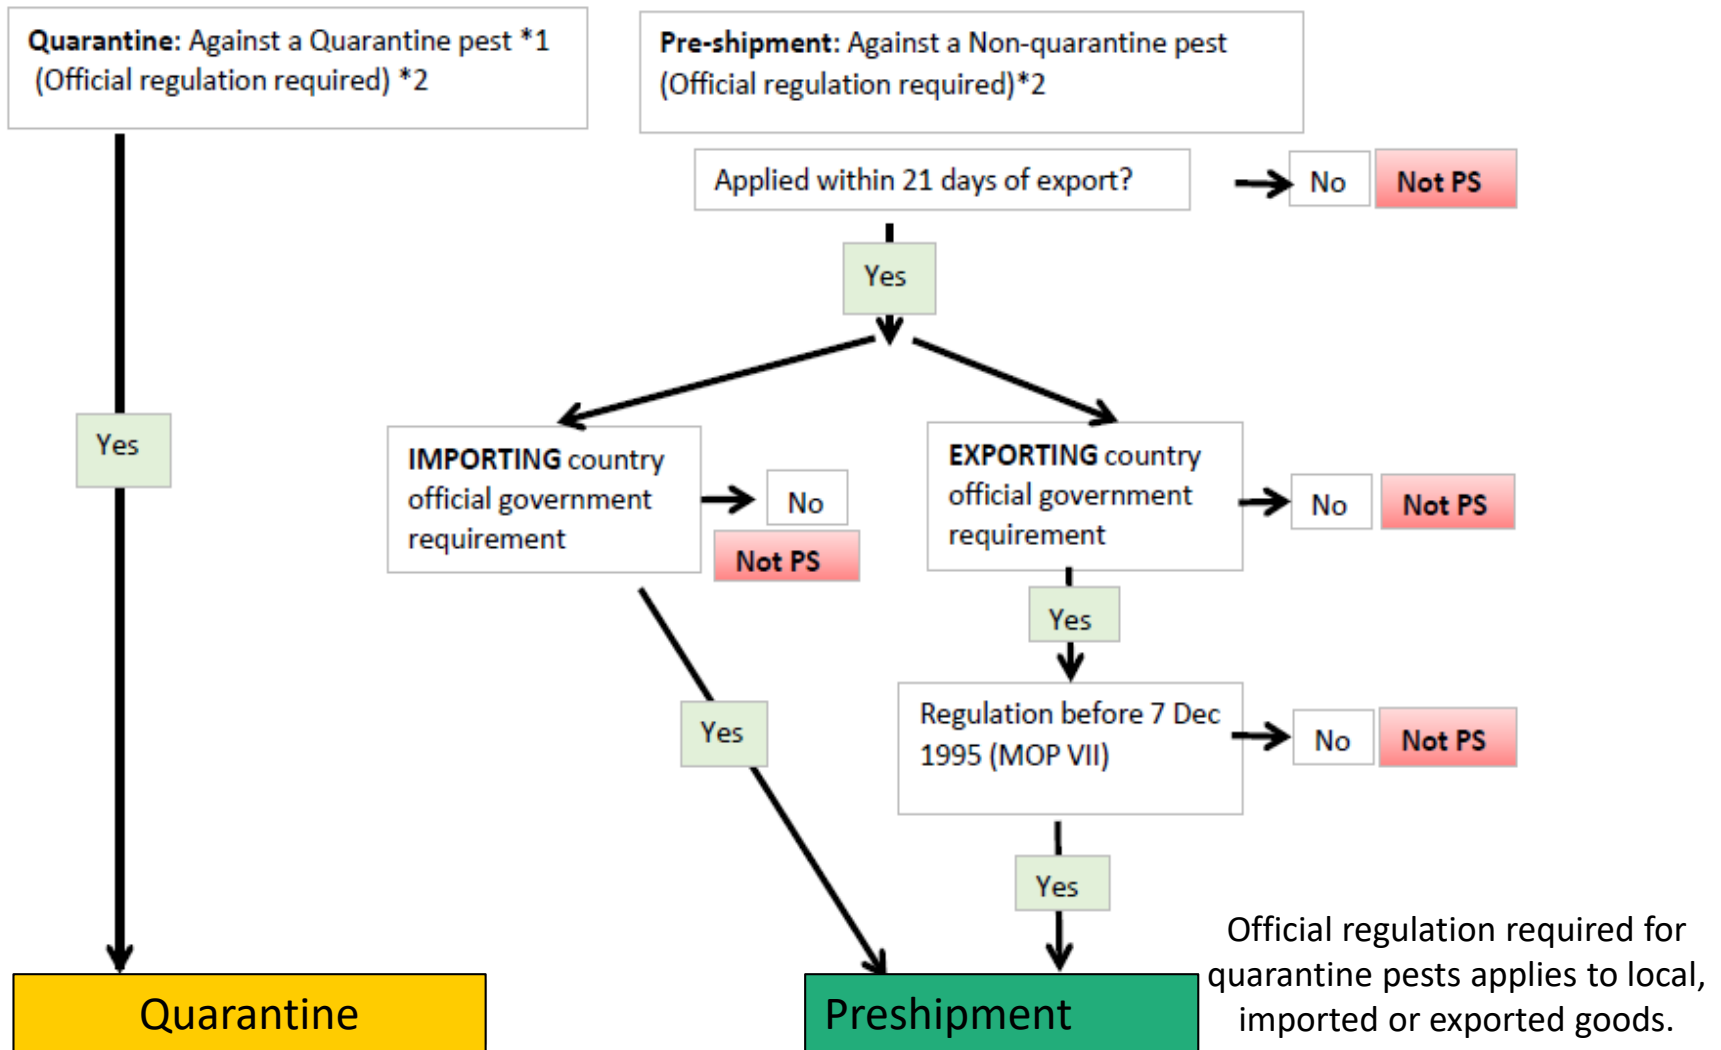 Quarantine: Against a Quarantine pest *1
(Official regulation required) *2
Pre-shipment: Against a Non-quarantine pest
(Official regulation required)*2
Applied within 21 days of export?
No
Not PS
Yes
Yes
IMPORTING country
official government
requirement
No
Not PS
EXPORTING country
official government
requirement
No
Not PS
Yes
Yes
Regulation before 7 Dec
1995 (MOP VII)
No
Not PS
Yes
Quarantine
Preshipment
Official regulation required for
quarantine pests applies to local,
imported or exported goods.